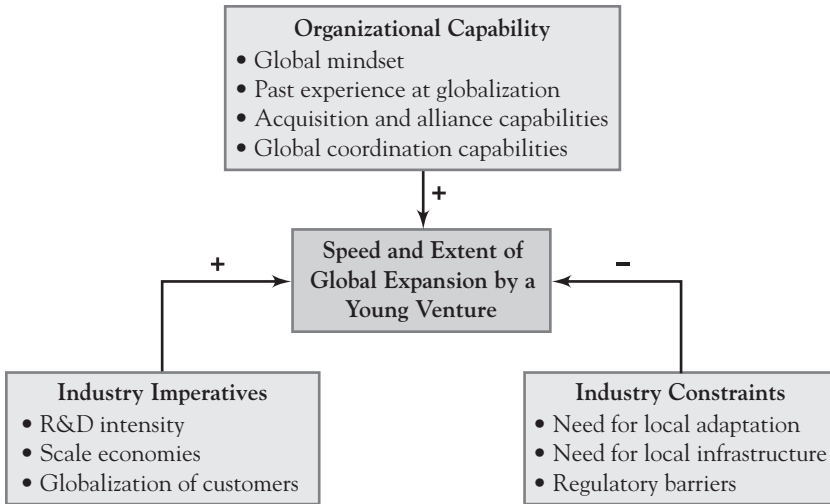 Organizational Capability
• Global mindset
• Past experience at globalization
• Acquisition and alliance capabilities
• Global coordination capabilities
+
Speed and Extent of
Global Expansion by a
Young Venture
+
–
Industry Imperatives
• R&D intensity
• Scale economies
• Globalization of customers
Industry Constraints
• Need for local adaptation
• Need for local infrastructure
• Regulatory barriers